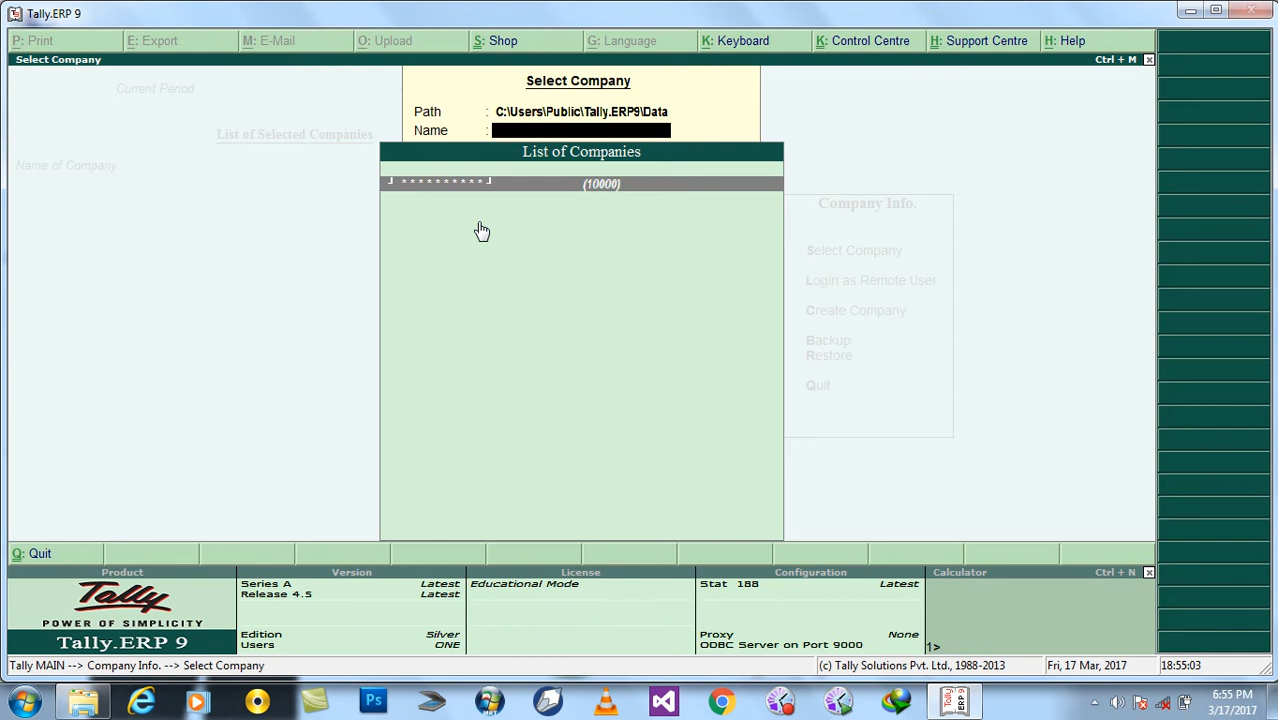 Tally.ERP 9
P: Print E: Export M: E-Mail O: Upload S: Shop G: Language K: Keyboard K: Control Centre H: Support Centre H: Help
Select Company Ctrl + M
Current Period
List of Selected Companies
Name of Company
Select Company
Path : C:\Users\Public\Tally.ERP9\Data
Name :
List of Companies
┘**********┘ (10000)
Company Info.
Select Company
Login as Remote User
Create Company
Backup
Restore
Quit
Q: Quit
Product Version License Configuration Calculator Ctrl + N
Tally
POWER OF SIMPLICITY
Tally.ERP 9
Series A Latest
Release 4.5 Latest
Edition Silver
Users ONE
Educational Mode
Stat 188 Latest
Proxy None
ODBC Server on Port 9000
1>
Tally MAIN --> Company Info. --> Select Company (c) Tally Solutions Pvt. Ltd., 1988-2013 Fri, 17 Mar, 2017 18:55:03
Ps
6:55 PM
3/17/2017